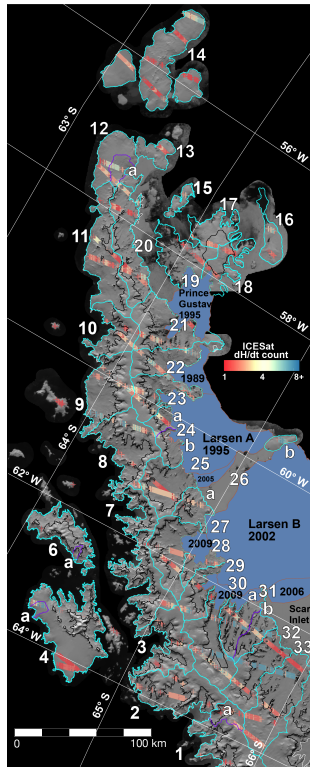 14
63° S
56° W
12
13
a
15
17
16
11
20
19
18
Prince
Gustav
1995
58° W
21
10
ICESat
dH/dt count
1 4 8+
22
1989
9
23
a
64° S
24
Larsen A
1995
b
b
62° W
8
25
60° W
2005
26
a
7
27
Larsen B
2002
2009
28
6
a
29
30
2009
a
31
2006
b
a
Scar
Inlet
64° W
4
3
32
33
65° S
2
a
66° S
0 100 km
1